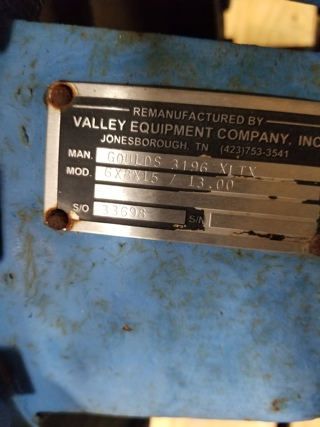 REMANUFACTURED BY
VALLEY EQUIPMENT COMPANY, INC
JONESBOROUGH, TN (423)753-3541
MAN. GOULDS 3196 XLTX
MOD. 6X8X15 / 13.00
S/O 33698 S/N